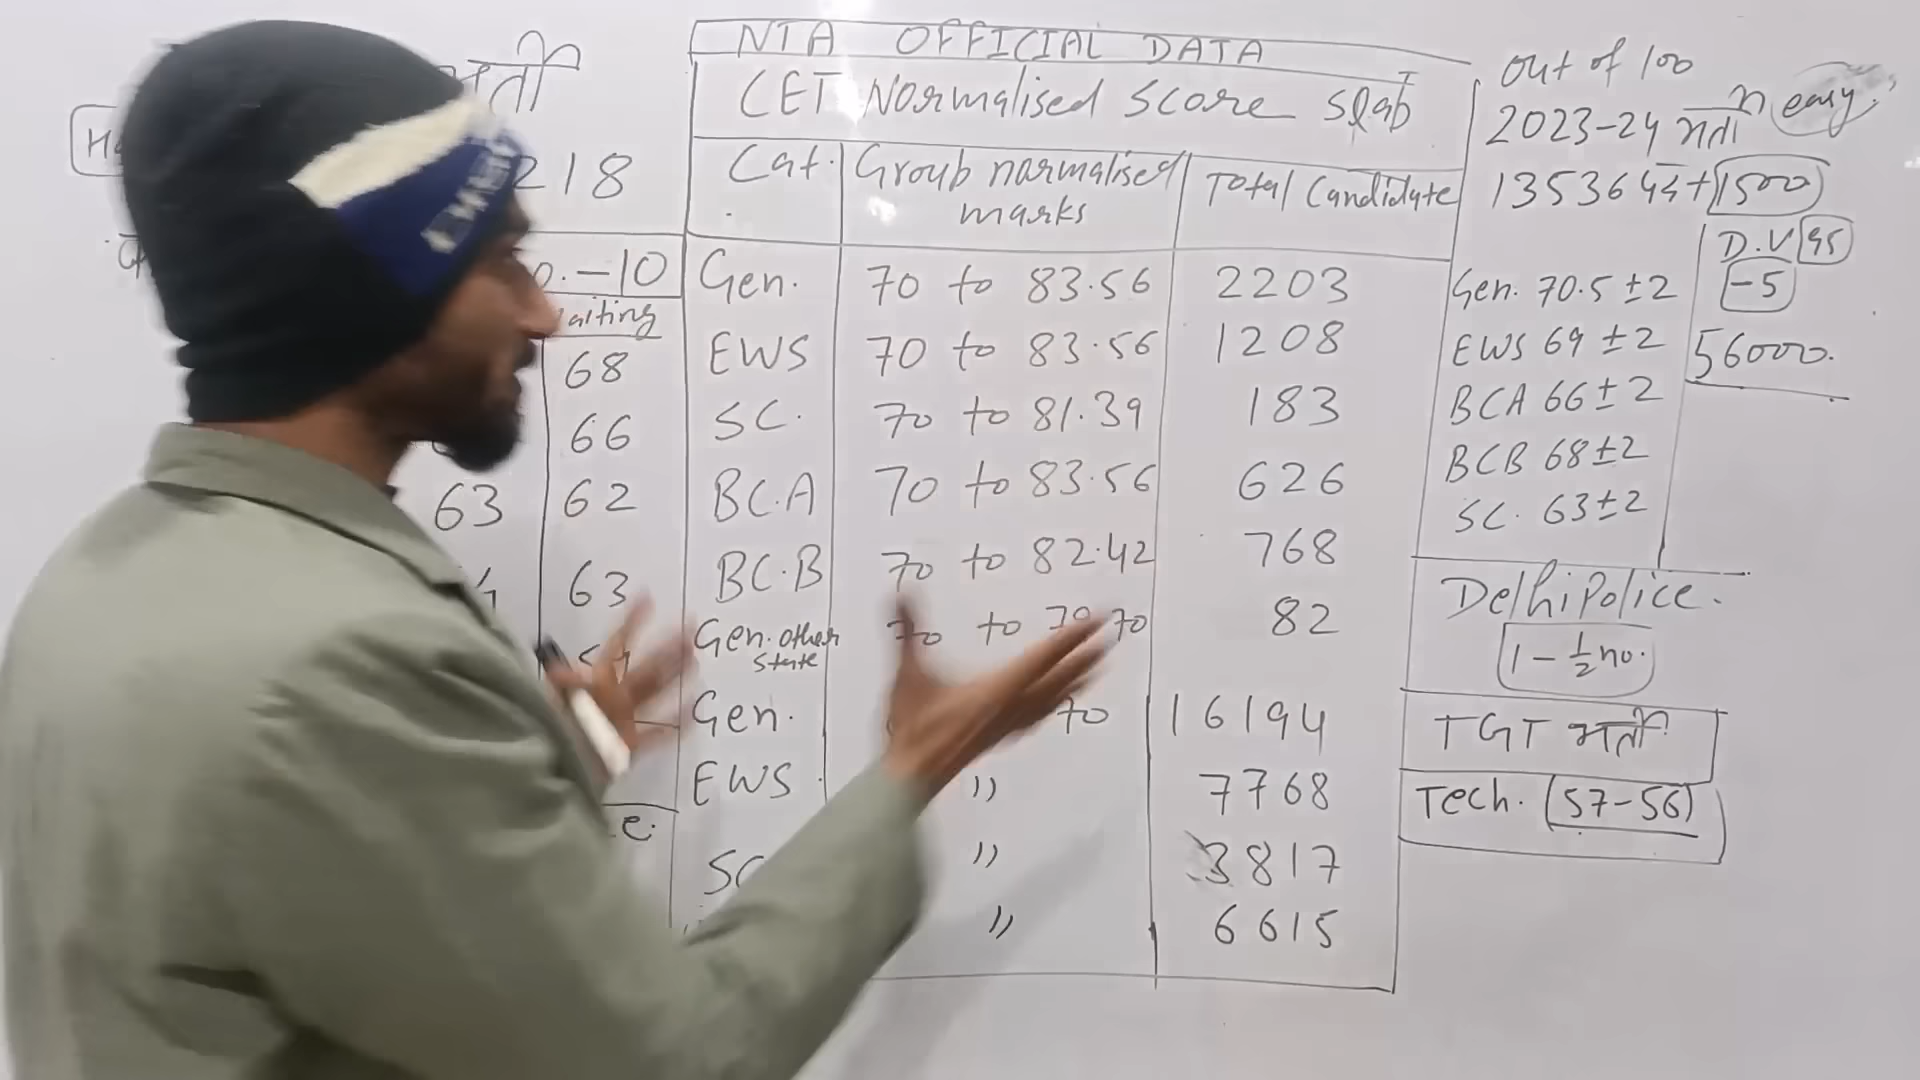 NTA OFFICIAL DATA
CET Normalised Score Slab
Cat. Group normalised marks Total Candidate
Gen. 70 to 83.56 2203
EWS 70 to 83.56 1208
SC. 70 to 81.39 183
BC.A 70 to 83.56 626
BC.B 70 to 82.42 768
Gen. other state 70 to 70 82
Gen. 70 16194
EWS " 7768
SC " 3817
" 6615
218
-10
68
66
63 62
63
out of 100
2023-24 भर्ती easy
+1500
D.V 95
-5
56000.
Gen. 70.5 ±2
EWS 69 ±2
BCA 66 ±2
BCB 68 ±2
SC. 63 ±2
Delhi Police.
1 - 1/2 no.
TGT भर्ती
Tech. (57-56)